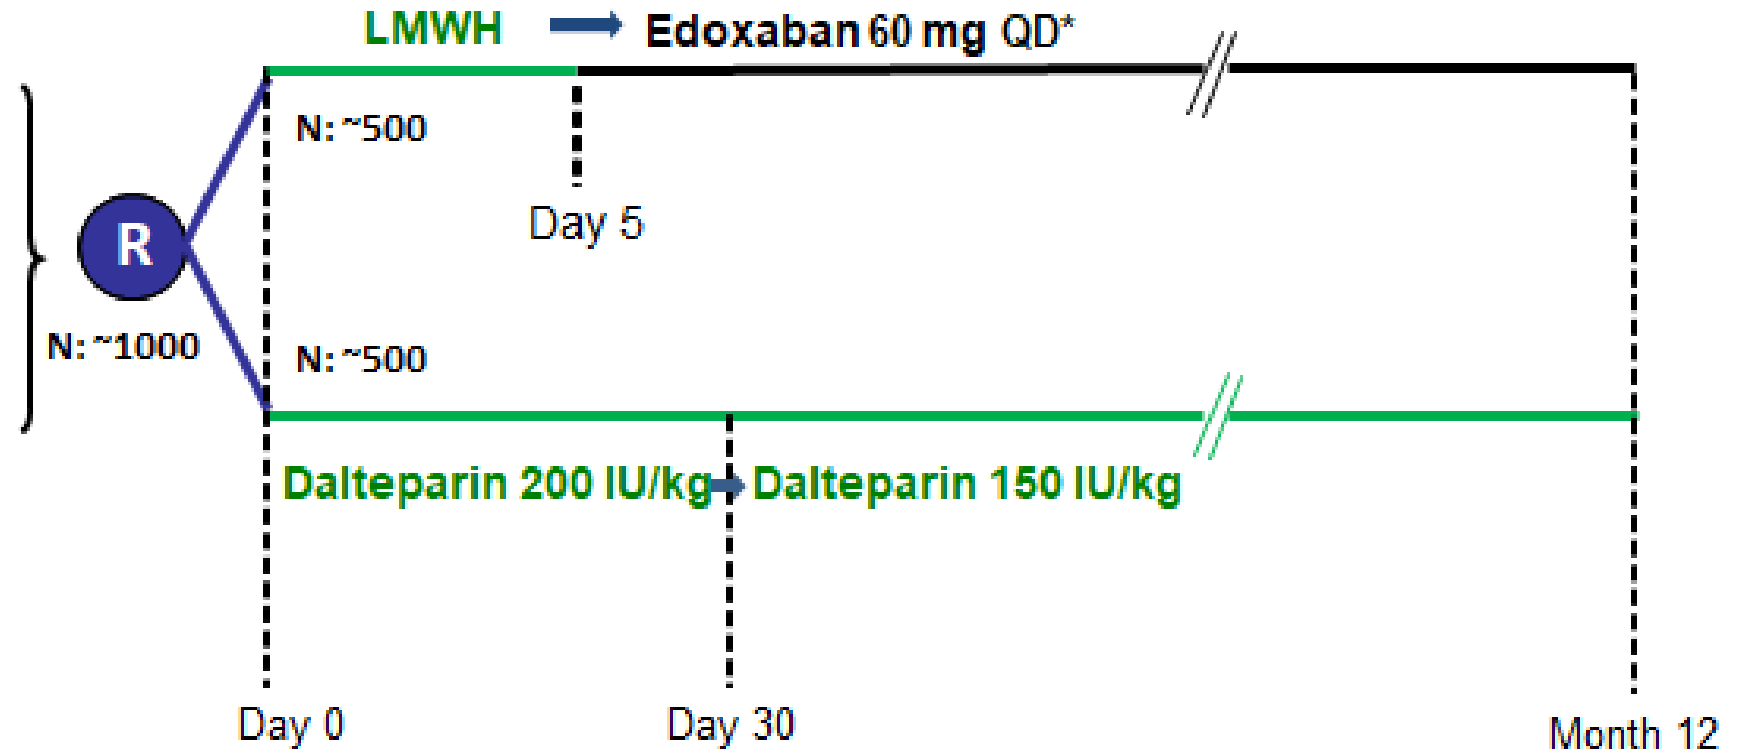 LMWH Edoxaban 60 mg QD*
N: ~500
Day 5
R
N: ~1000
N: ~500
Dalteparin 200 IU/kg Dalteparin 150 IU/kg
Day 0 Day 30 Month 12